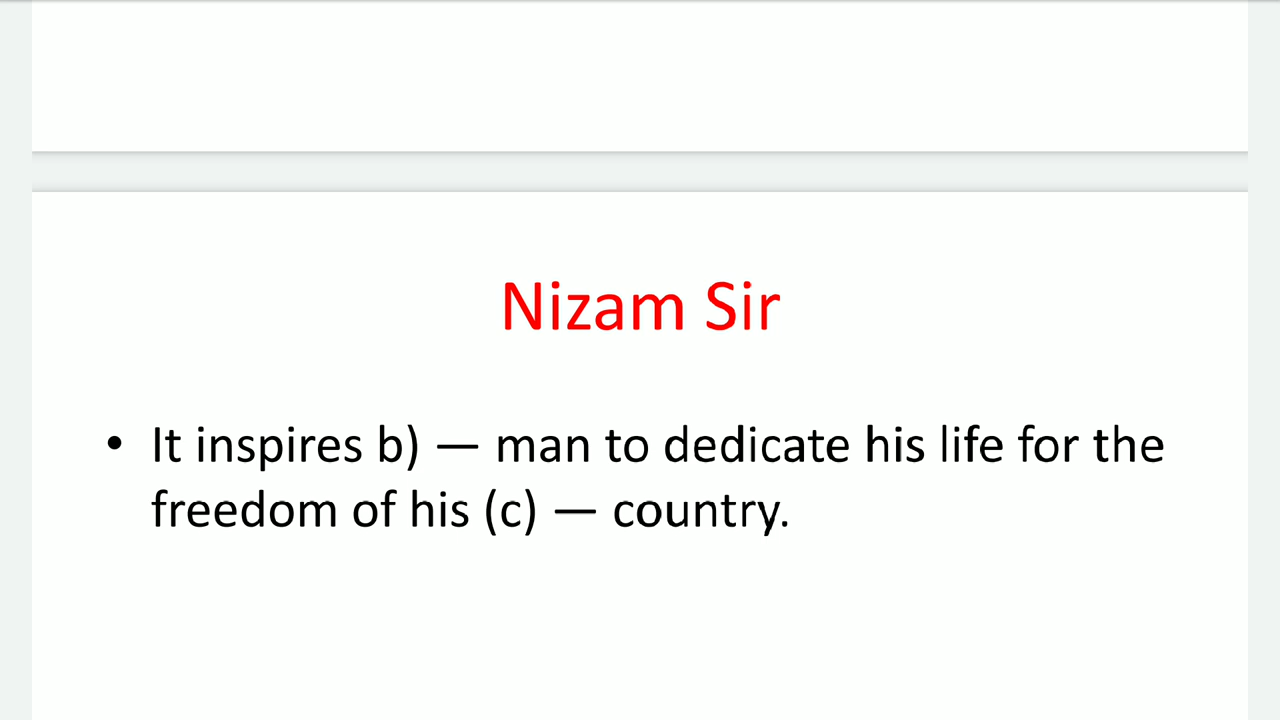 Nizam Sir
• It inspires b) — man to dedicate his life for the
freedom of his (c) — country.